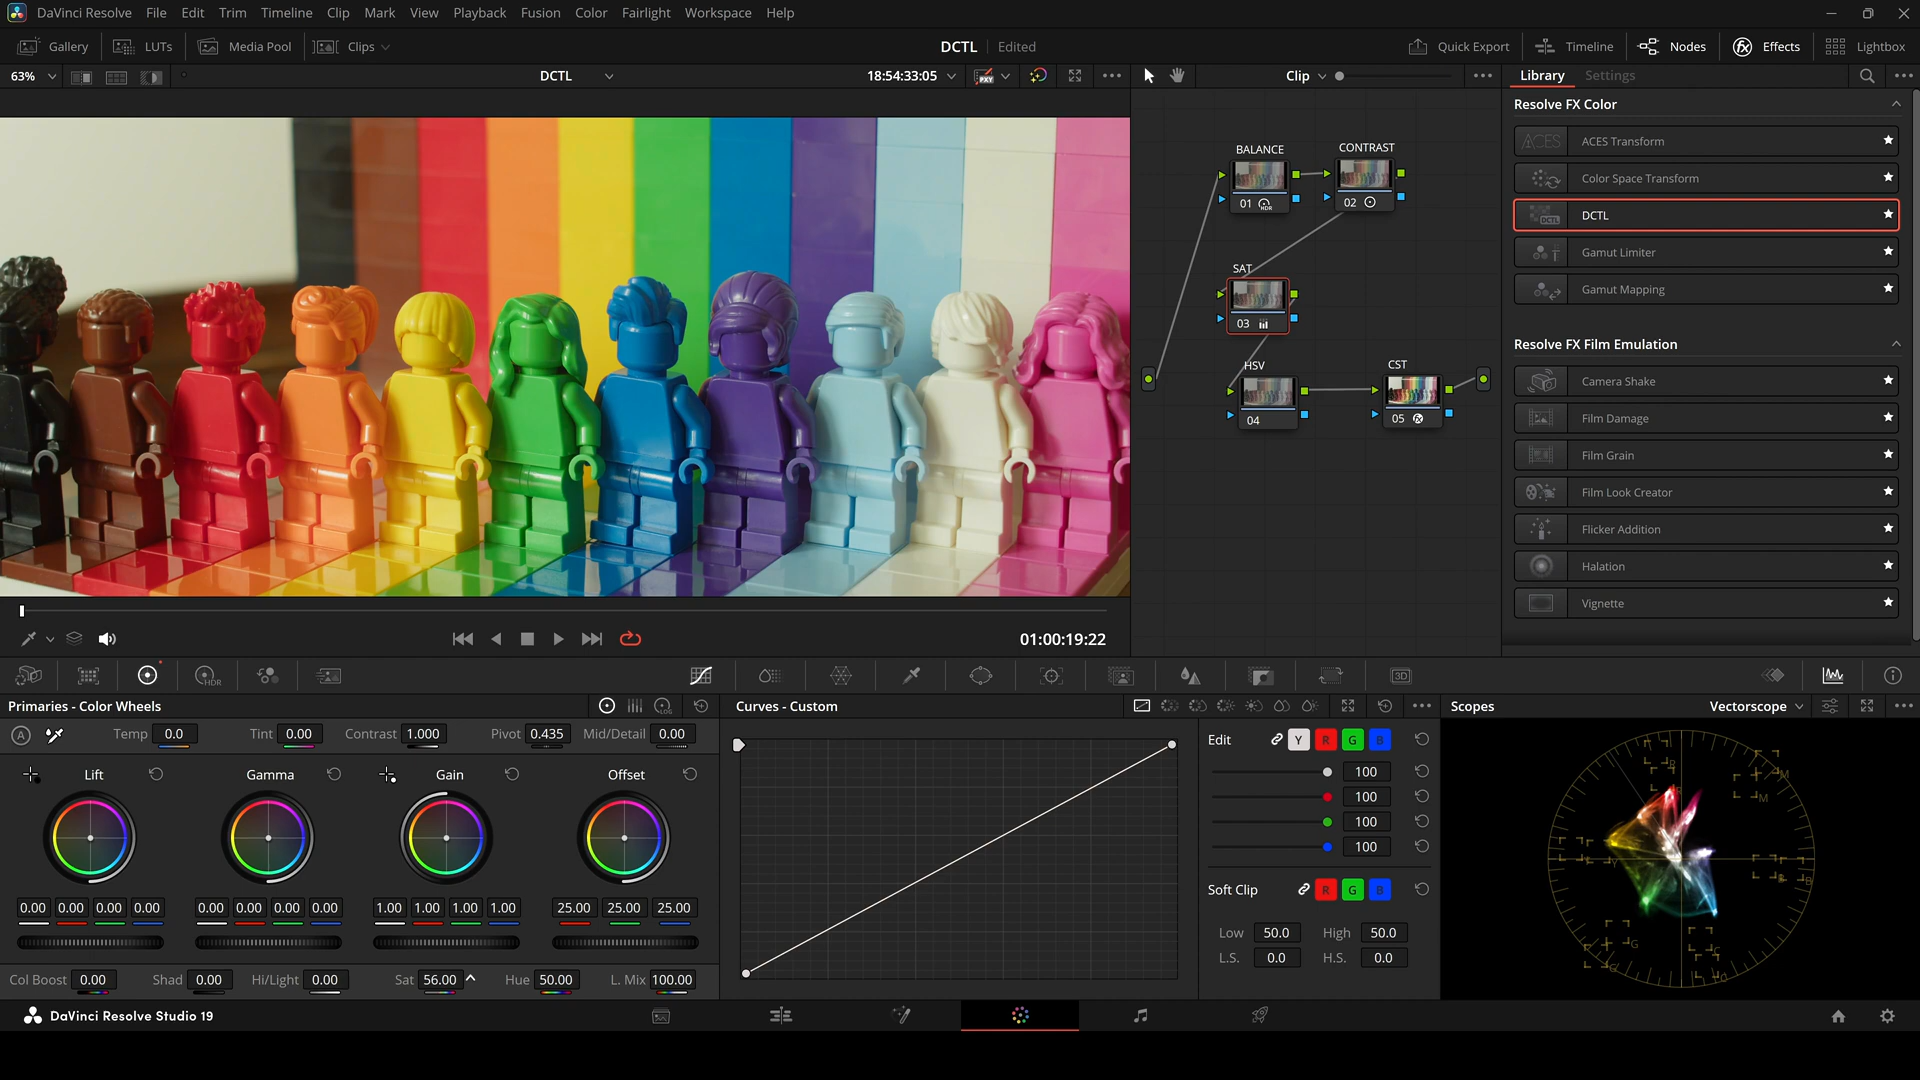 DaVinci Resolve File Edit Trim Timeline Clip Mark View Playback Fusion Color Fairlight Workspace Help
Gallery LUTs Media Pool Clips DCTL Edited Quick Export Timeline Nodes Effects Lightbox
63% DCTL 18:54:33:05 PXY Clip Library Settings
Resolve FX Color
ACES ACES Transform
Color Space Transform
DCTL DCTL
Gamut Limiter
Gamut Mapping
Resolve FX Film Emulation
Camera Shake
Film Damage
Film Grain
Film Look Creator
Flicker Addition
Halation
Vignette
BALANCE CONTRAST
01 HDR 02
SAT
03
HSV CST
04 05
01:00:19:22
HDR 3D
Primaries - Color Wheels LOG
A Temp 0.0 Tint 0.00 Contrast 1.000 Pivot 0.435 Mid/Detail 0.00
Lift Gamma Gain Offset
0.00 0.00 0.00 0.00 0.00 0.00 0.00 0.00 1.00 1.00 1.00 1.00 25.00 25.00 25.00
Col Boost 0.00 Shad 0.00 Hi/Light 0.00 Sat 56.00 Hue 50.00 L. Mix 100.00
Curves - Custom
Edit Y R G B
100
100
100
100
Soft Clip R G B
Low 50.0 High 50.0
L.S. 0.0 H.S. 0.0
Scopes Vectorscope
R M
M
Y B B
G C
G C
DaVinci Resolve Studio 19